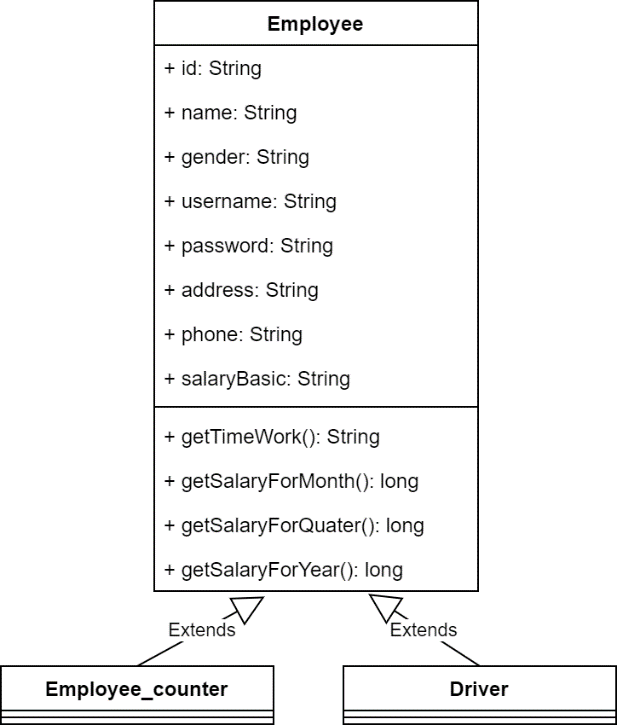 Employee
+ id: String
+ name: String
+ gender: String
+ username: String
+ password: String
+ address: String
+ phone: String
+ salaryBasic: String
+ getTimeWork(): String
+ getSalaryForMonth(): long
+ getSalaryForQuater(): long
+ getSalaryForYear(): long
Extends
Extends
Employee_counter
Driver